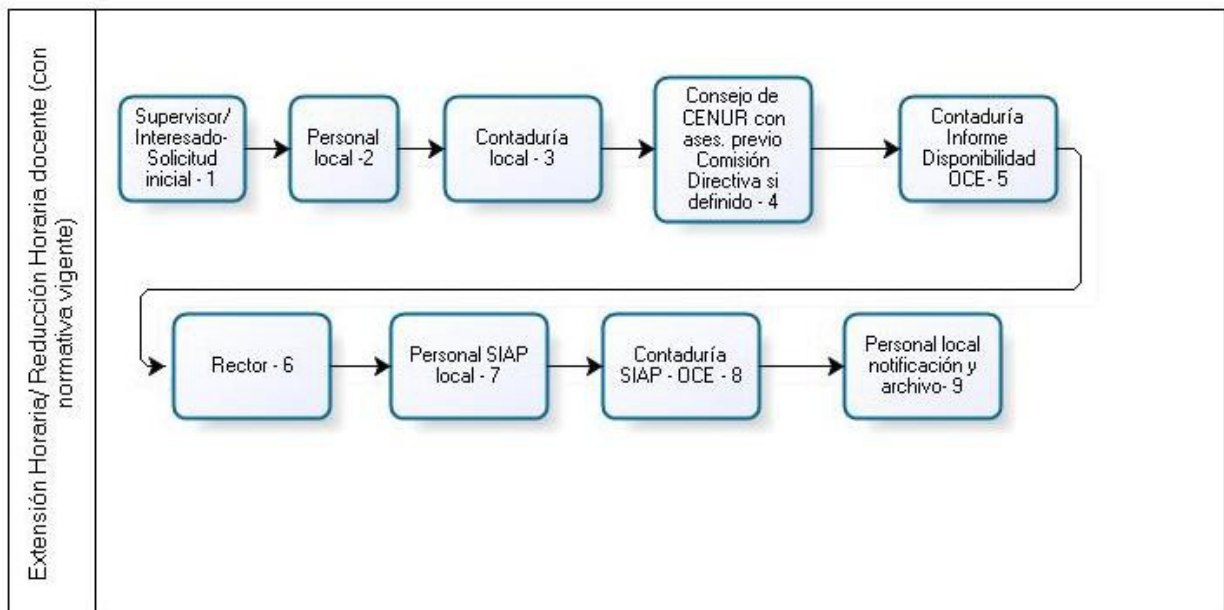 Extensión Horaria/ Reducción Horaria docente (con
normativa vigente)
Supervisor/
Interesado-
Solicitud
inicial - 1
Personal
local -2
Contaduría
local - 3
Consejo de
CENUR con
ases. previo
Comisión
Directiva si
definido - 4
Contaduría
Informe
Disponibilidad
OCE- 5
Rector - 6
Personal SIAP
local - 7
Contaduría
SIAP - OCE - 8
Personal local
notificación y
archivo- 9